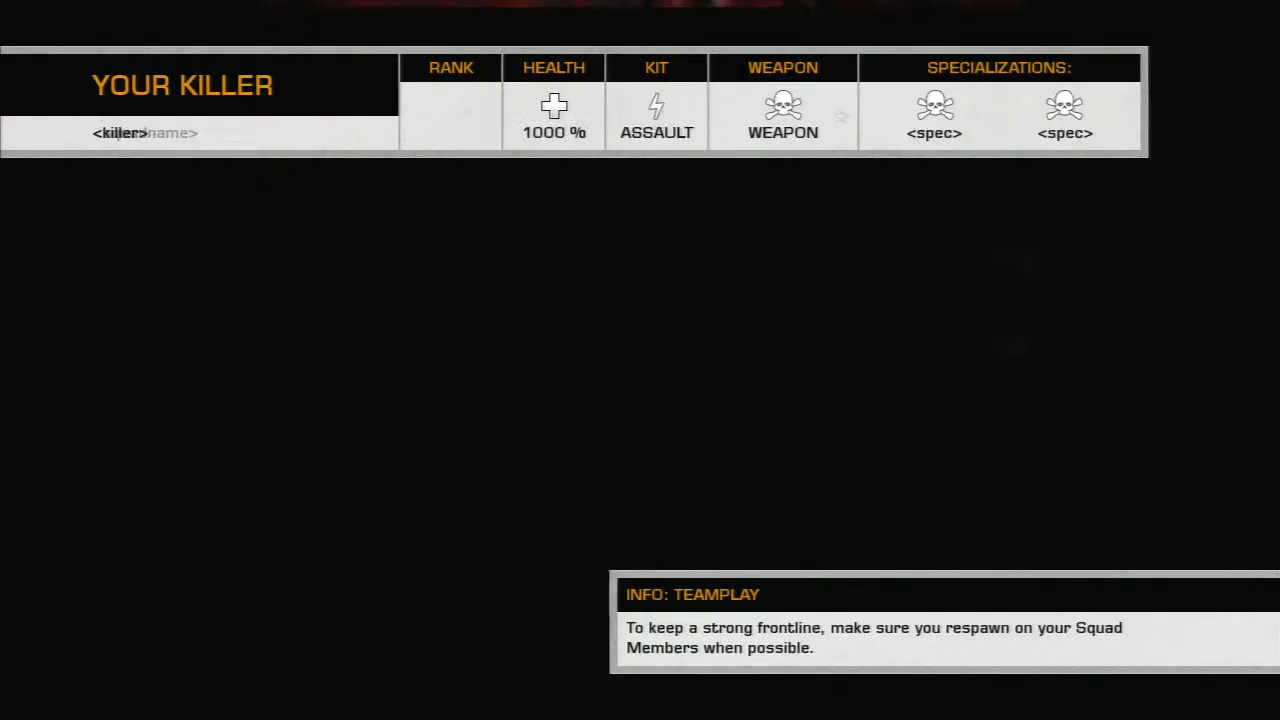 YOUR KILLER
<killer>
name>
RANK
HEALTH
1000 %
KIT
ASSAULT
WEAPON
WEAPON
SPECIALIZATIONS:
<spec> <spec>
INFO: TEAMPLAY
To keep a strong frontline, make sure you respawn on your Squad
Members when possible.